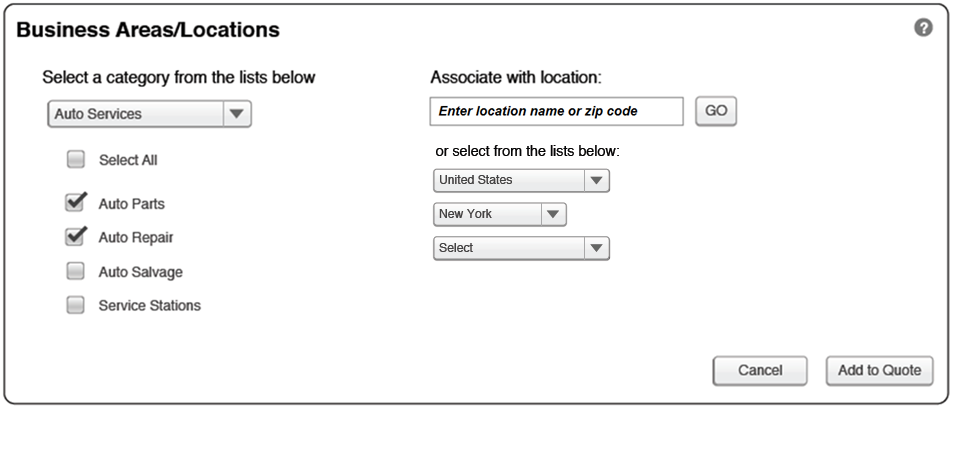 Business Areas/Locations
?
Select a category from the lists below
Auto Services
Select All
Auto Parts
Auto Repair
Auto Salvage
Service Stations
Associate with location:
Enter location name or zip code
GO
or select from the lists below:
United States
New York
Select
Cancel
Add to Quote